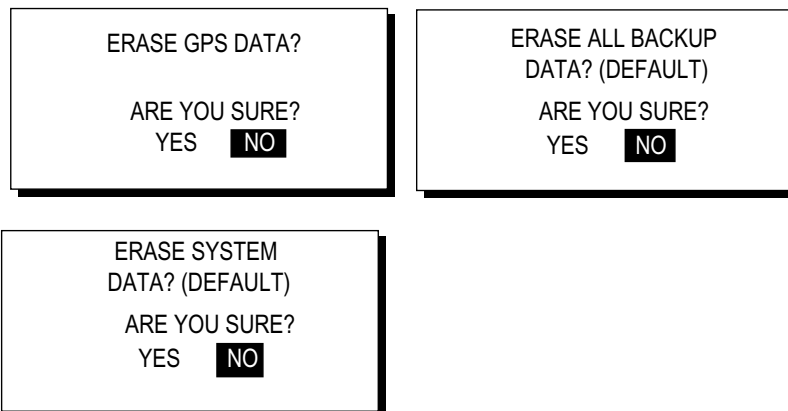 ERASE GPS DATA?
ARE YOU SURE?
YES NO
ERASE ALL BACKUP
DATA? (DEFAULT)
ARE YOU SURE?
YES NO
ERASE SYSTEM
DATA? (DEFAULT)
ARE YOU SURE?
YES NO